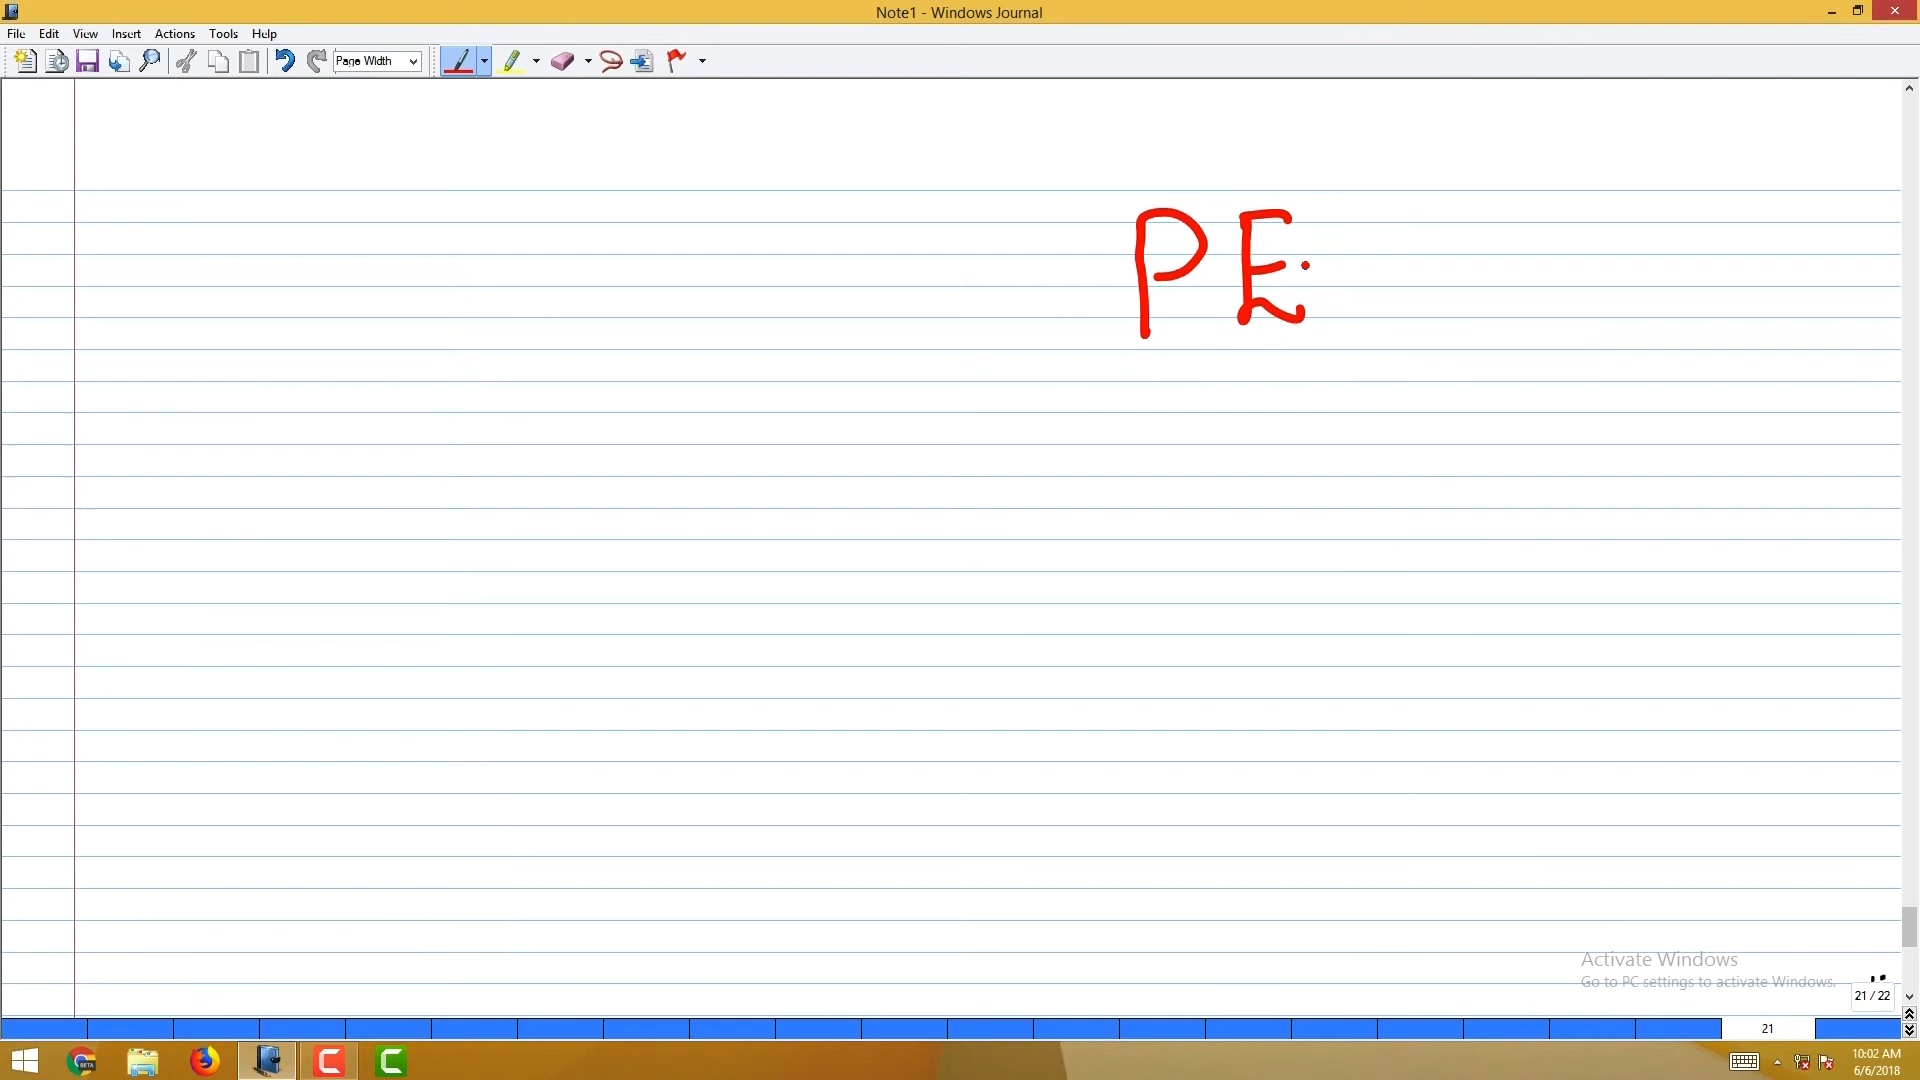 Note1 - Windows Journal
File Edit View Insert Actions Tools Help
Page Width
PE
Activate Windows
Go to PC settings to activate Windows.
21 / 22
21
BETA
10:02 AM
6/6/2018